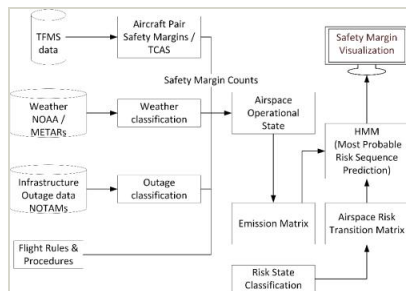 TFMS
data
Aircraft Pair
Safety Margins /
TCAS
Safety Margin
Visualization
Safety Margin Counts
Weather
NOAA /
METARs
Weather
classification
Airspace
Operational
State
HMM
(Most Probable
Risk Sequence
Prediction)
Infrastructure
Outage data
NOTAMs
Outage
classification
Emission Matrix
Airspace Risk
Transition Matrix
Flight Rules &
Procedures
Risk State
Classification